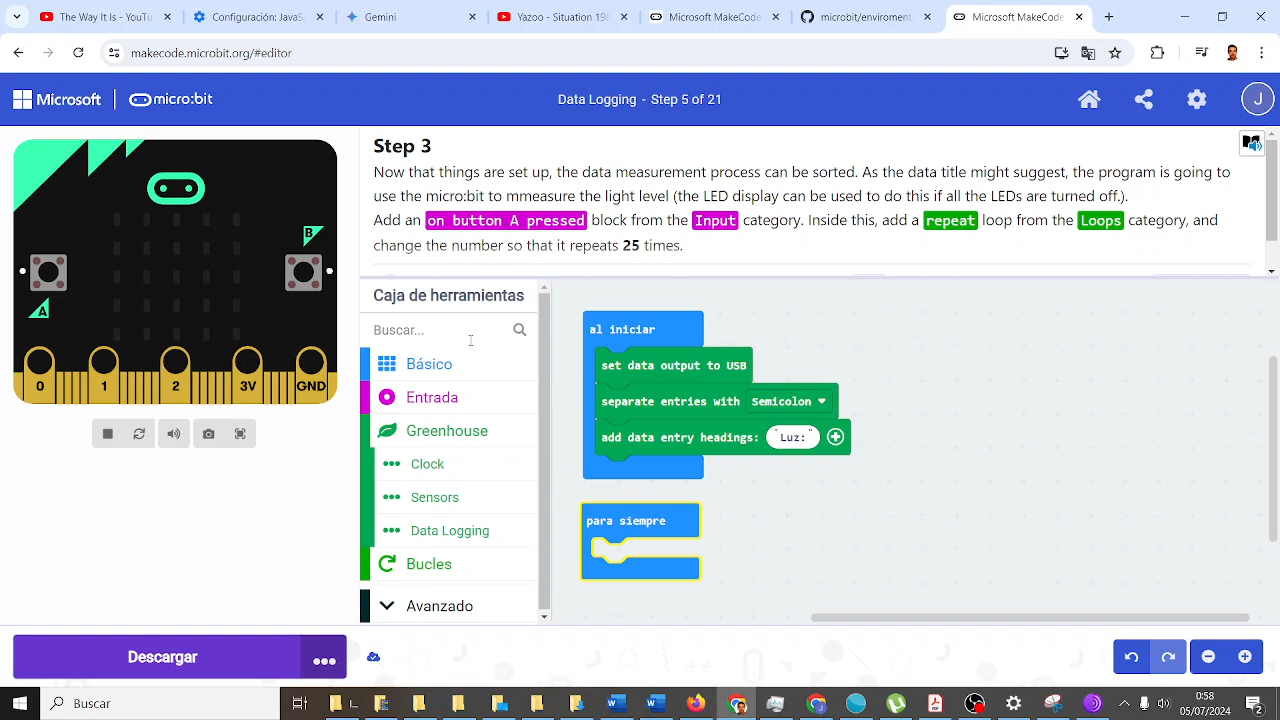 The Way It Is - YouTu
Configuración: JavaS
Gemini
Yazoo - Situation 198
Microsoft MakeCode
microbit/enviroment
Microsoft MakeCode
makecode.microbit.org/#editor
Microsoft
micro:bit
Data Logging - Step 5 of 21
J
Step 3
Now that things are set up, the data measurement process can be sorted. As the data title might suggest, the program is going to
use the micro:bit to mmeasure the light level (the LED display can be used to do this if all the LEDs are turned off.).
Add an on button A pressed block from the Input category. Inside this, add a repeat loop from the Loops category, and
change the number so that it repeats 25 times.
B
A
0 1 2 3V GND
Caja de herramientas
Buscar...
Básico
Entrada
Greenhouse
Clock
Sensors
Data Logging
Bucles
Avanzado
al iniciar
set data output to USB
separate entries with Semicolon
add data entry headings: "Luz:"
para siempre
Descargar
Buscar
0:58
05/07/2024
2